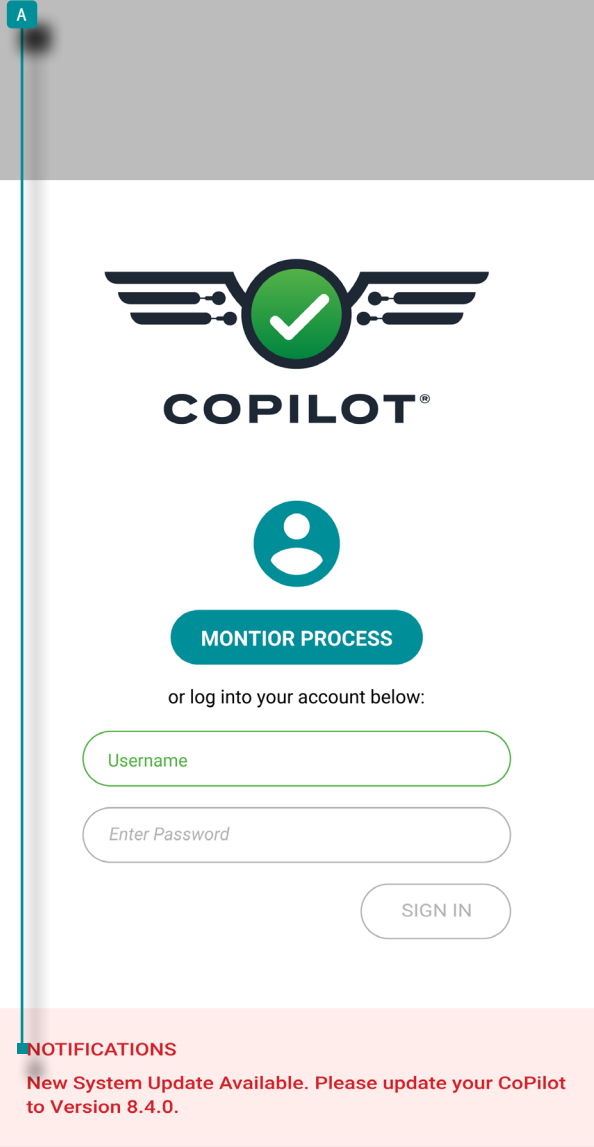 A
COPILOT®
MONTIOR PROCESS
or log into your account below:
Username
Enter Password
SIGN IN
NOTIFICATIONS
New System Update Available. Please update your CoPilot
to Version 8.4.0.